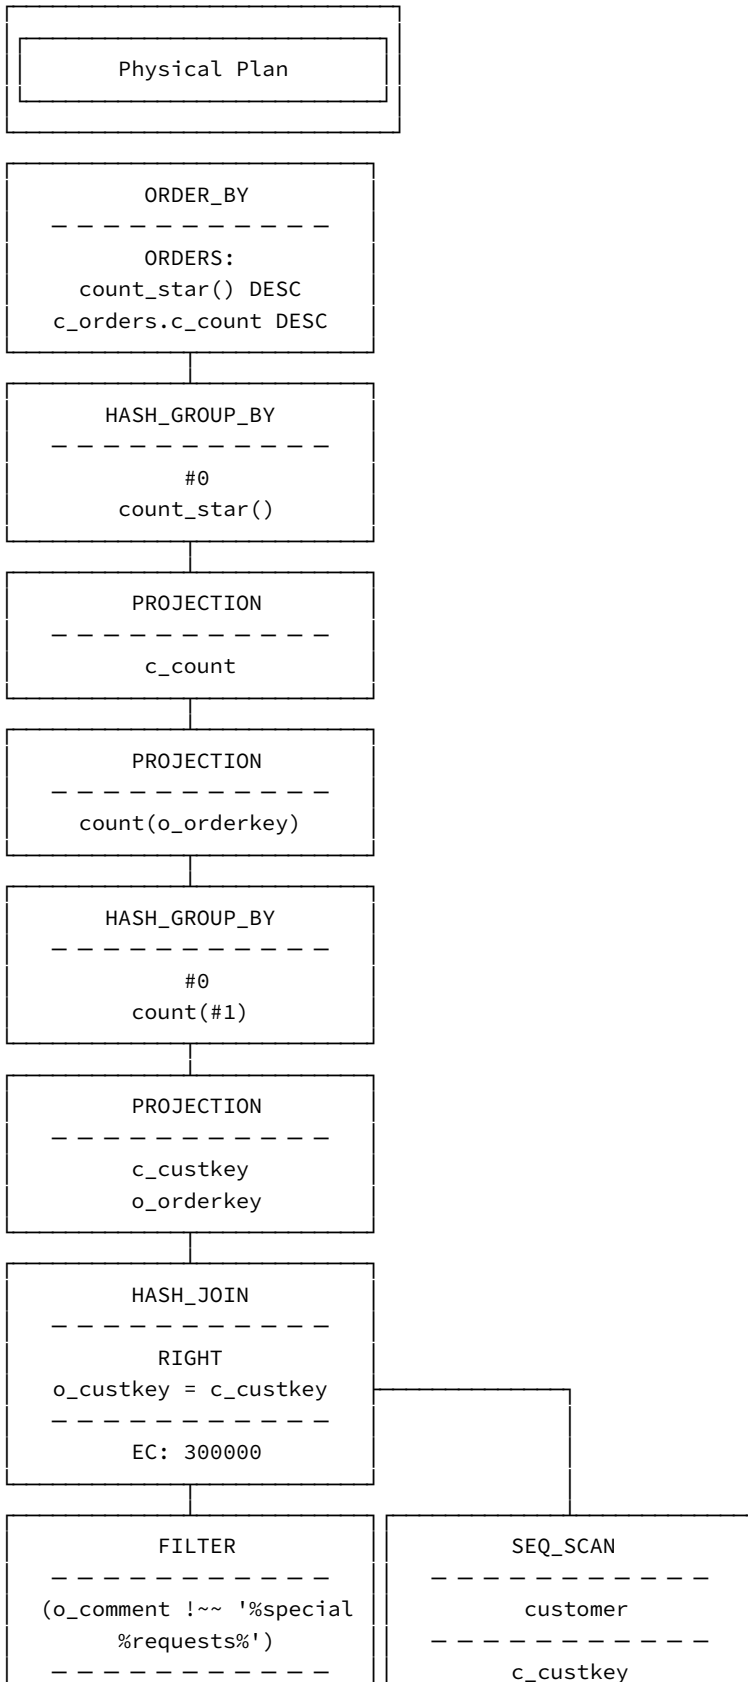 Physical Plan
ORDER_BY
─ ─ ─ ─ ─ ─ ─ ─ ─ ─ ─
ORDERS:
count_star() DESC
c_orders.c_count DESC
HASH_GROUP_BY
─ ─ ─ ─ ─ ─ ─ ─ ─ ─ ─
#0
count_star()
PROJECTION
─ ─ ─ ─ ─ ─ ─ ─ ─ ─ ─
c_count
PROJECTION
─ ─ ─ ─ ─ ─ ─ ─ ─ ─ ─
count(o_orderkey)
HASH_GROUP_BY
─ ─ ─ ─ ─ ─ ─ ─ ─ ─ ─
#0
count(#1)
PROJECTION
─ ─ ─ ─ ─ ─ ─ ─ ─ ─ ─
c_custkey
o_orderkey
HASH_JOIN
─ ─ ─ ─ ─ ─ ─ ─ ─ ─ ─
RIGHT
o_custkey = c_custkey
─ ─ ─ ─ ─ ─ ─ ─ ─ ─ ─
EC: 300000
FILTER
─ ─ ─ ─ ─ ─ ─ ─ ─ ─ ─
(o_comment !~~ '%special
%requests%')
─ ─ ─ ─ ─ ─ ─ ─ ─ ─ ─
SEQ_SCAN
─ ─ ─ ─ ─ ─ ─ ─ ─ ─ ─
customer
─ ─ ─ ─ ─ ─ ─ ─ ─ ─ ─
c_custkey